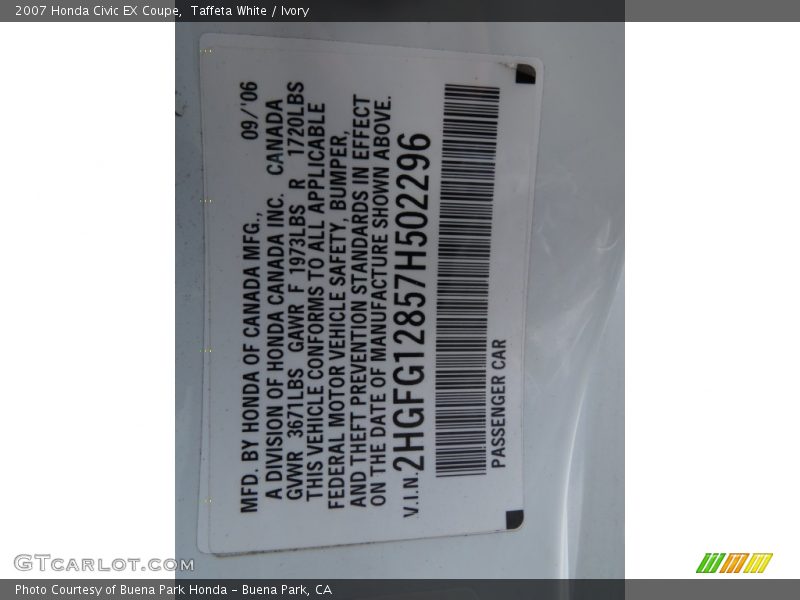 2007 Honda Civic EX Coupe,  Taffeta White / Ivory
MFD. BY HONDA OF CANADA MFG., 09/'06
A DIVISION OF HONDA CANADA INC. CANADA
GVWR 3671LBS GAWR F 1973LBS R 1720LBS
THIS VEHICLE CONFORMS TO ALL APPLICABLE
FEDERAL MOTOR VEHICLE SAFETY, BUMPER,
AND THEFT PREVENTION STANDARDS IN EFFECT
ON THE DATE OF MANUFACTURE SHOWN ABOVE.
V.I.N. 2HGFG12857H502296
PASSENGER CAR
GTcarlot.com
Photo Courtesy of Buena Park Honda - Buena Park, CA